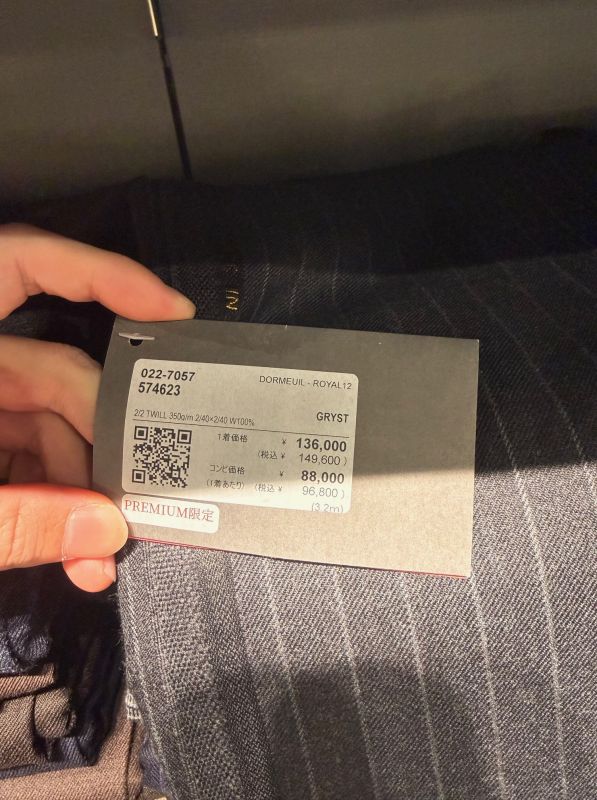 IN
022-7057
DORMEUIL - ROYAL12
574623
GRYST
2/2 TWILL 350g/m 2/40×2/40 W100%
1着価格 ¥ 136,000
(税込 ¥ 149,600 )
コンビ価格 ¥ 88,000
(1着あたり) (税込 ¥ 96,800 )
(3.2m)
PREMIUM限定